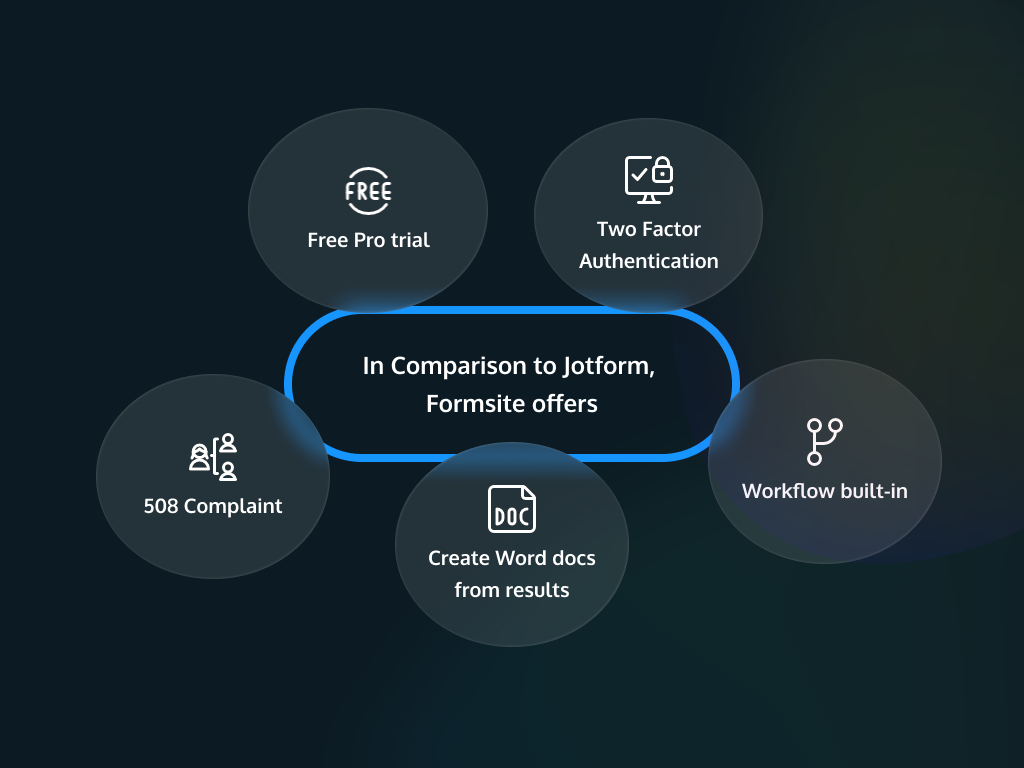 FREE
Free Pro trial
Two Factor
Authentication
In Comparison to Jotform,
Formsite offers
508 Complaint
DOC
Create Word docs
from results
Workflow built-in